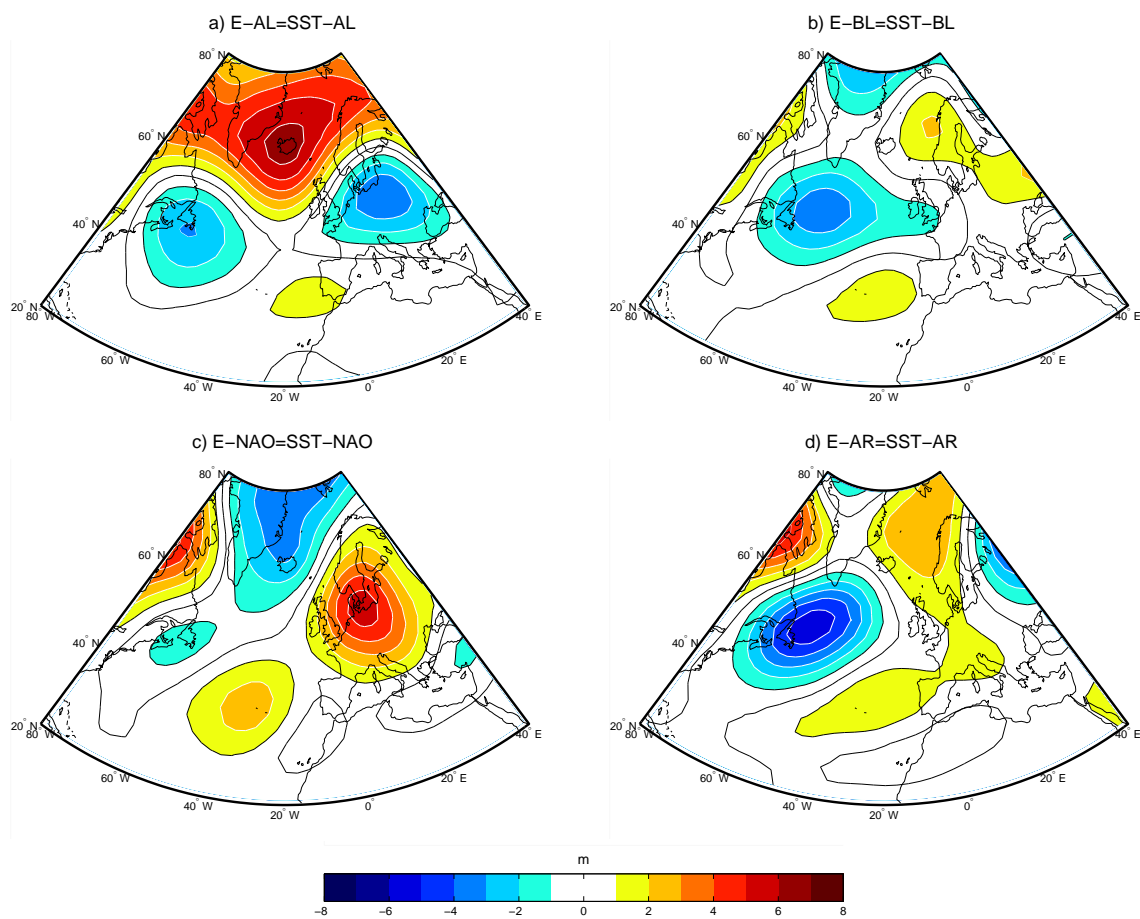 a) E−AL=SST−AL
b) E−BL=SST−BL
80° N
80° N
60° N
60° N
40° N
40° N
20° N
20° N
80° W
40° E
80° W
40° E
60° W
20° E
60° W
20° E
40° W
0
40° W
0
20° W
20° W
c) E−NAO=SST−NAO
d) E−AR=SST−AR
80° N
80° N
60° N
60° N
40° N
40° N
20° N
20° N
80° W
40° E
80° W
40° E
60° W
20° E
60° W
20° E
40° W
0
40° W
0
20° W
20° W
m
−8 −6 −4 −2 0 2 4 6 8